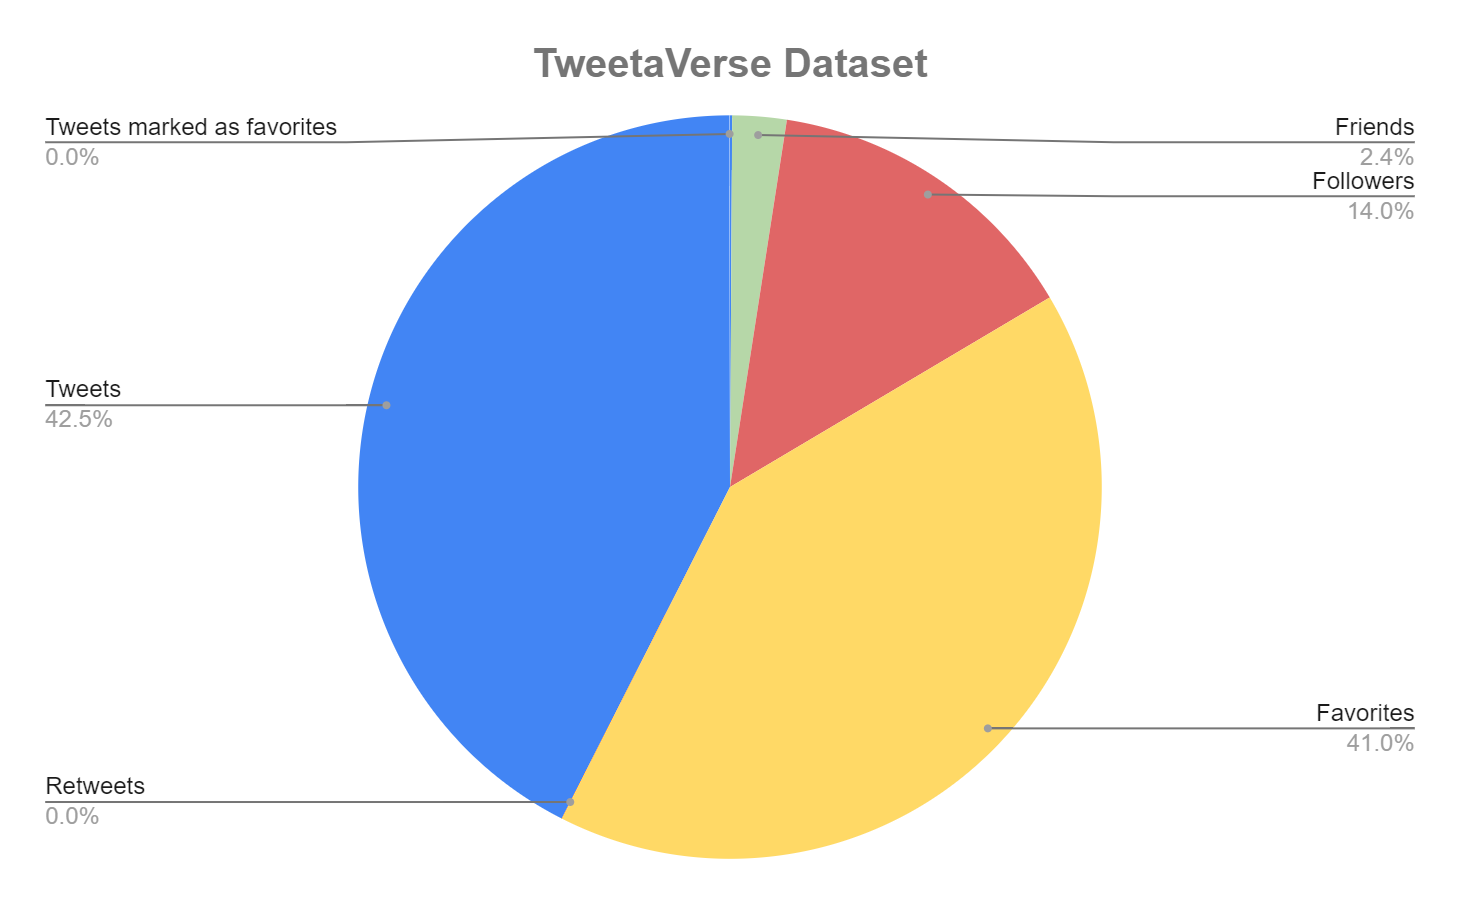 TweetaVerse Dataset
Tweets marked as favorites
0.0%
Friends
2.4%
Followers
14.0%
Tweets
42.5%
Favorites
41.0%
Retweets
0.0%